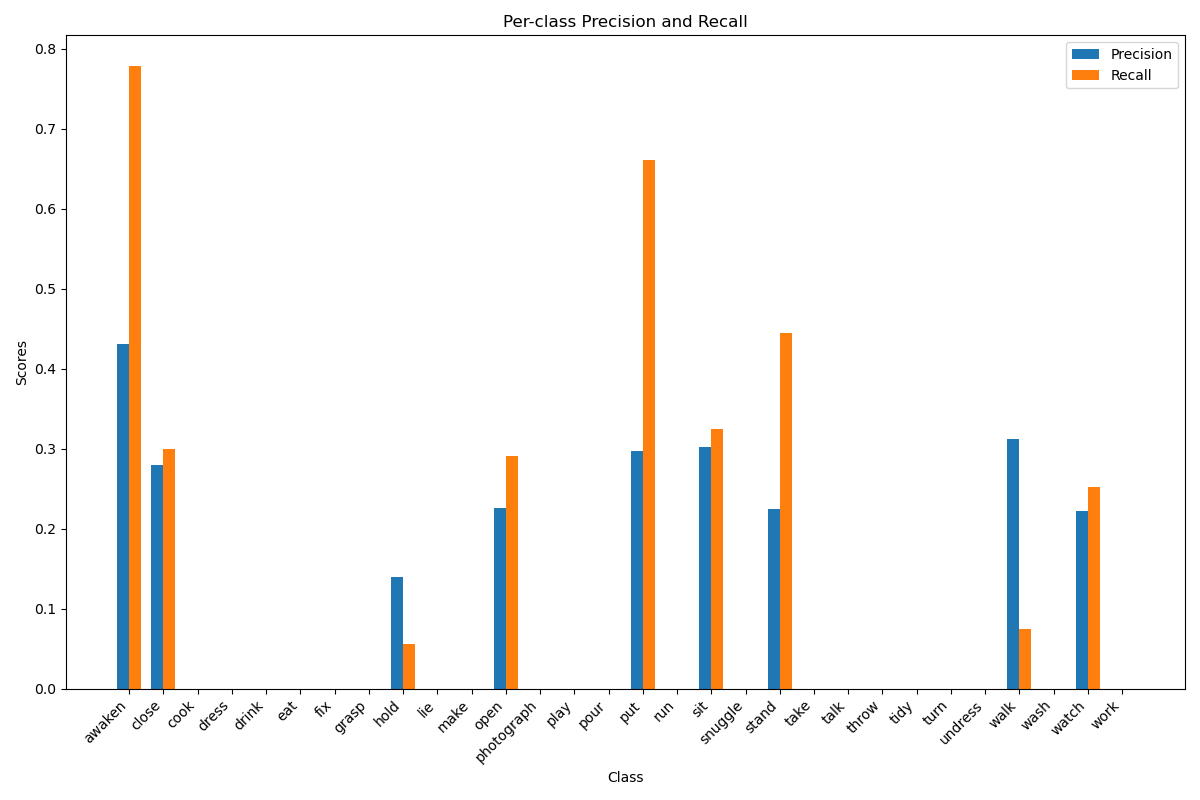 Per-class Precision and Recall
Precision
Recall
0.8
0.7
0.6
0.5
0.4
0.3
0.2
0.1
0.0
Scores
awaken
close
cook
dress
drink
eat
fix
grasp
hold
lie
make
open
photograph
play
pour
put
run
sit
snuggle
stand
take
talk
throw
tidy
turn
undress
walk
wash
watch
work
Class